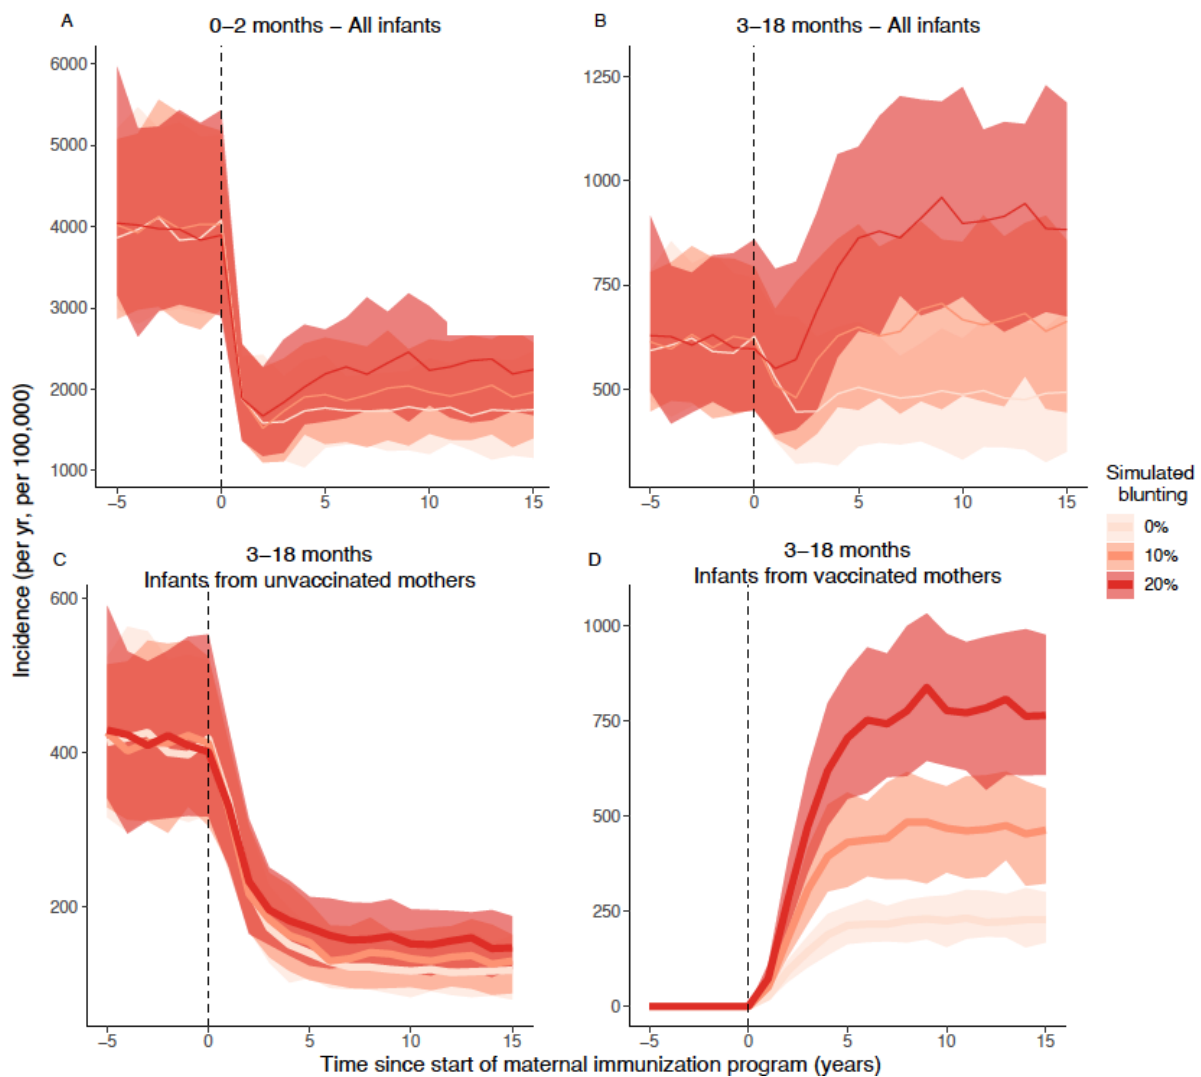 A
0–2 months – All infants
6000
5000
4000
3000
2000
1000
−5
0
5
10
15
B
3–18 months – All infants
1250
1000
750
500
−5
0
5
10
15
Incidence (per yr, per 100,000)
Simulated
blunting
0%
10%
20%
C
3–18 months
Infants from unvaccinated mothers
600
400
200
−5
0
5
10
15
D
3–18 months
Infants from vaccinated mothers
1000
750
500
250
0
−5
0
5
10
15
Time since start of maternal immunization program (years)